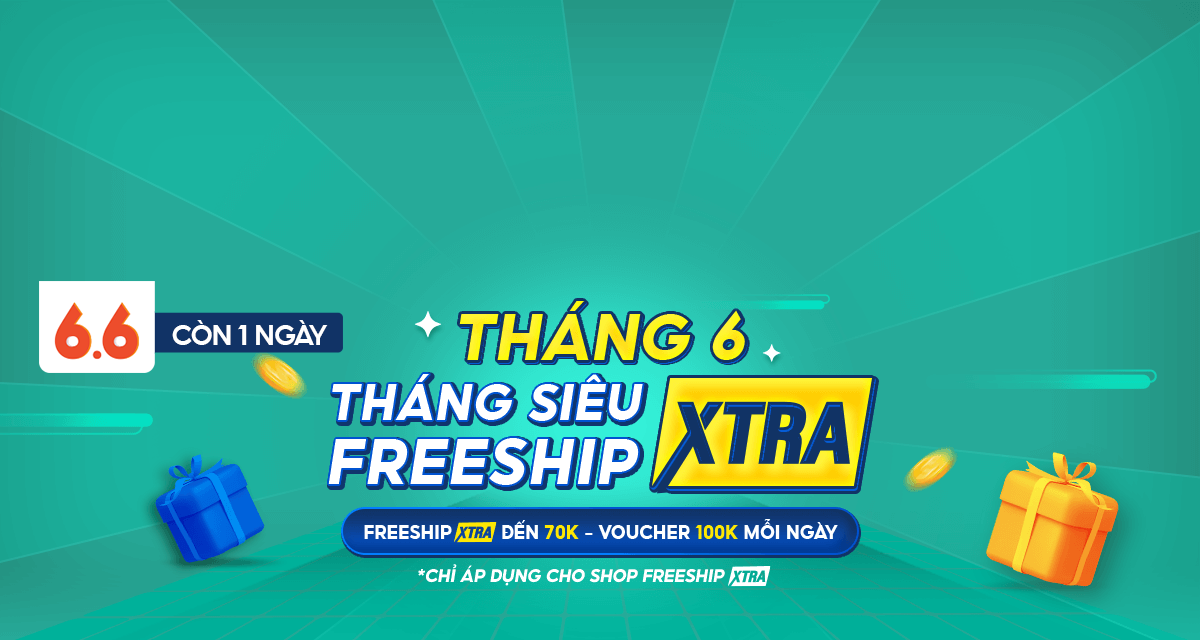 6.6
CÒN 1 NGÀY
THÁNG 6
THÁNG SIÊU
FREESHIP XTRA
FREESHIP XTRA ĐẾN 70K - VOUCHER 100K MỖI NGÀY
*CHỈ ÁP DỤNG CHO SHOP FREESHIP XTRA